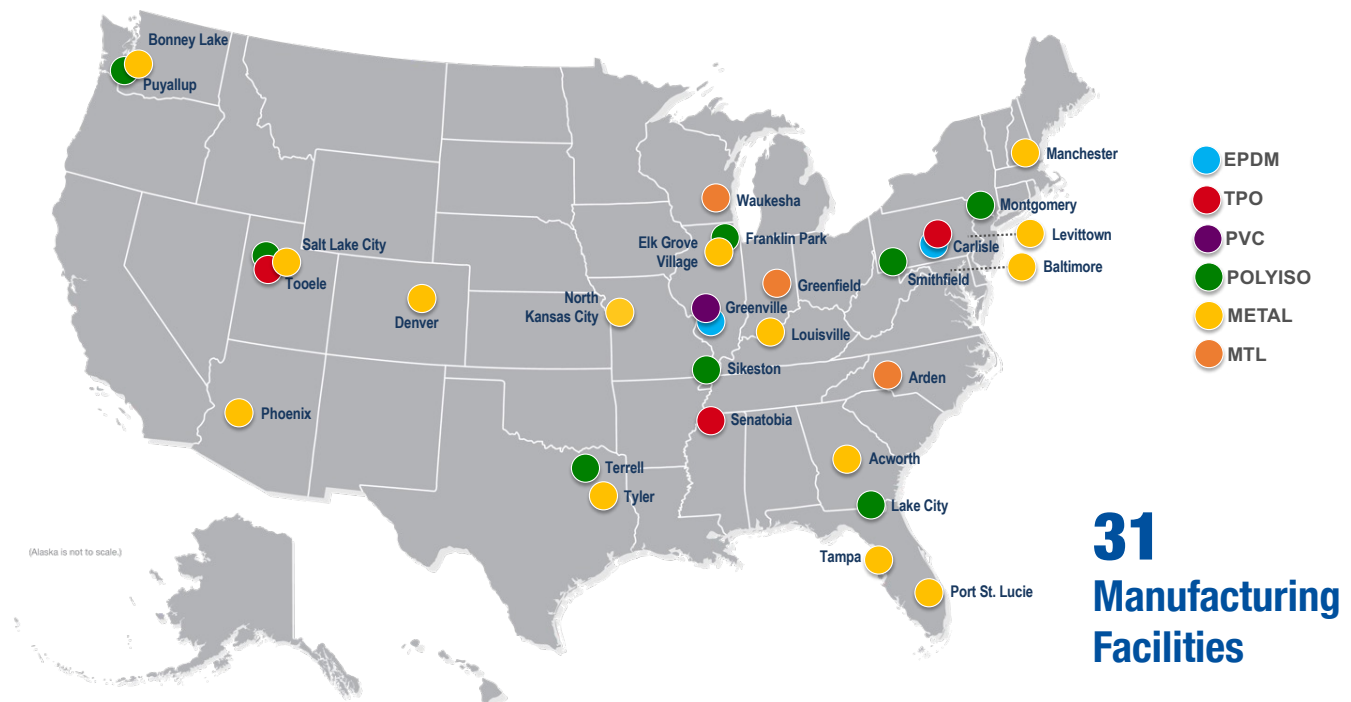 Bonney Lake
Puyallup
Manchester
EPDM
Waukesha
TPO
Montgomery
Salt Lake City
Elk Grove
Village
Franklin Park
Levittown
PVC
Carlisle
Baltimore
Tooele
Smithfield
POLYISO
Greenfield
North
Kansas City
Greenville
METAL
Denver
Louisville
MTL
Sikeston
Arden
Phoenix
Senatobia
Acworth
Terrell
Tyler
Lake City
(Alaska is not to scale.)
Tampa
Port St. Lucie
31
Manufacturing
Facilities